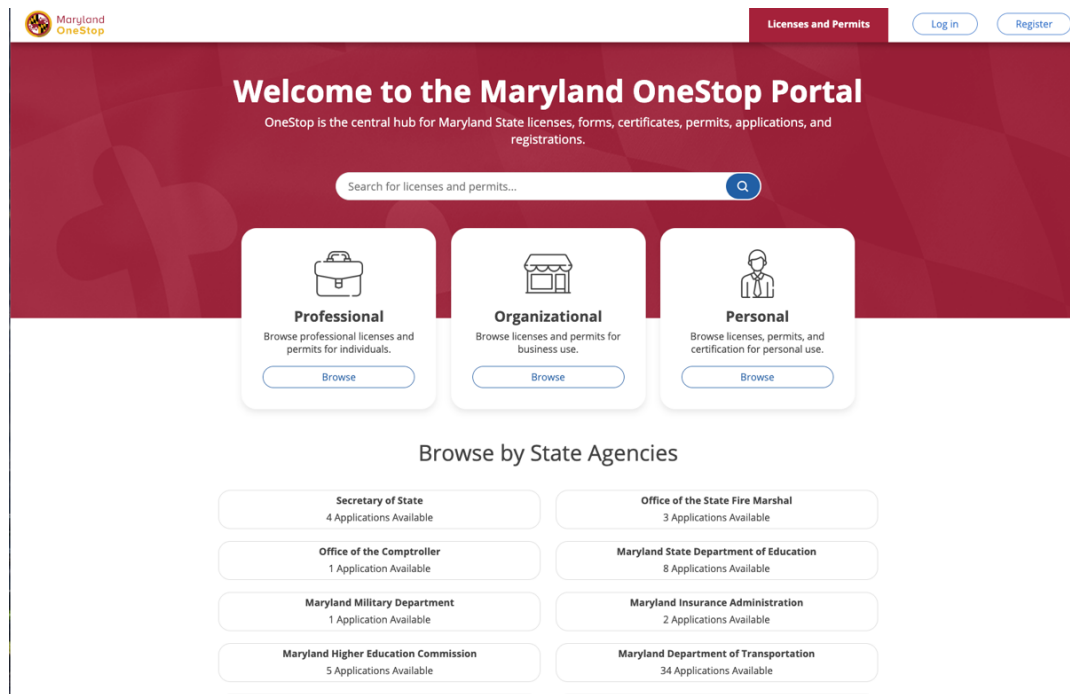 Maryland
OneStop
Licenses and Permits
Log in
Register
Welcome to the Maryland OneStop Portal
OneStop is the central hub for Maryland State licenses, forms, certificates, permits, applications, and
registrations.
Search for licenses and permits...
Professional
Browse professional licenses and
permits for individuals.
Browse
Organizational
Browse licenses and permits for
business use.
Browse
Personal
Browse licenses, permits, and
certification for personal use.
Browse
Browse by State Agencies
Secretary of State
4 Applications Available
Office of the State Fire Marshal
3 Applications Available
Office of the Comptroller
1 Application Available
Maryland State Department of Education
8 Applications Available
Maryland Military Department
1 Application Available
Maryland Insurance Administration
2 Applications Available
Maryland Higher Education Commission
5 Applications Available
Maryland Department of Transportation
34 Applications Available